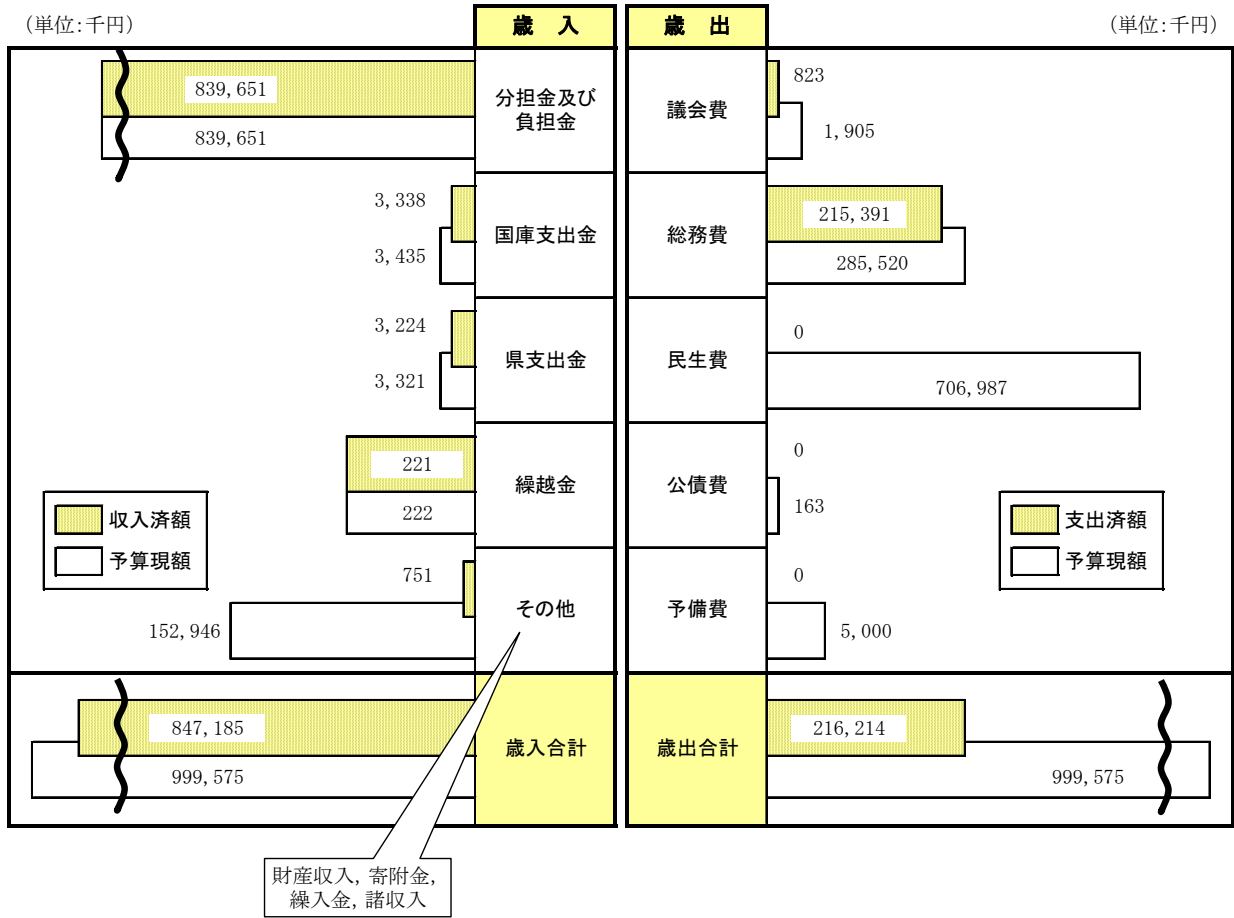 (単位:千円)
歳 入
歳 出
(単位:千円)
839,651
839,651
分担金及び
負担金
議会費
823
1,905
3,338
3,435
国庫支出金
総務費
215,391
285,520
3,224
3,321
県支出金
民生費
0
706,987
221
222
繰越金
公債費
0
163
収入済額
予算現額
支出済額
予算現額
751
152,946
その他
予備費
0
5,000
847,185
999,575
歳入合計
歳出合計
216,214
999,575
財産収入, 寄附金,
繰入金, 諸収入